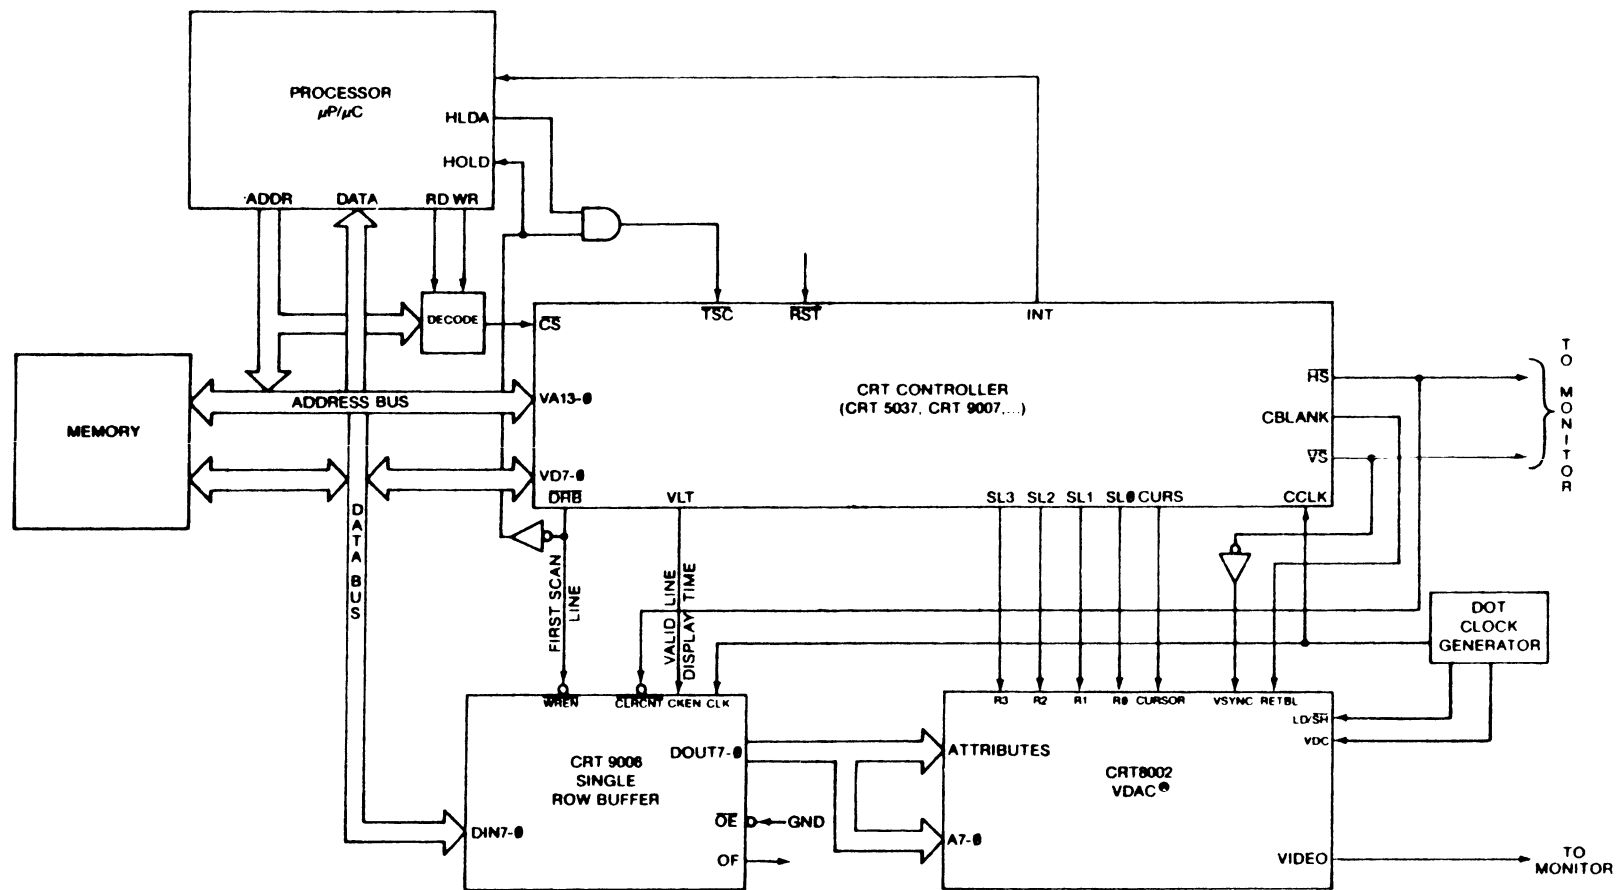 PROCESSOR
µP/µC
HLDA
HOLD
ADDR DATA RD WR
DECODE
CS TSC RST INT
MEMORY
ADDRESS BUS
VA13-0
CRT CONTROLLER
(CRT 5037, CRT 9007,...)
HS
CBLANK
VS
TO MONITOR
VD7-0
DRB VLT SL3 SL2 SL1 SL0 CURS CCLK
DATA BUS
FIRST SCAN
LINE
VALID LINE
DISPLAY TIME
DOT
CLOCK
GENERATOR
WREN CLRCNT CKEN CLK
R3 R2 R1 R0 CURSOR VSYNC RETBL
LD/SH
VDC
DOUT7-0
CRT 9006
SINGLE
ROW BUFFER
ATTRIBUTES
CRT8002
VDAC®
OE GND
DIN7-0
A7-0
OF
VIDEO
TO
MONITOR